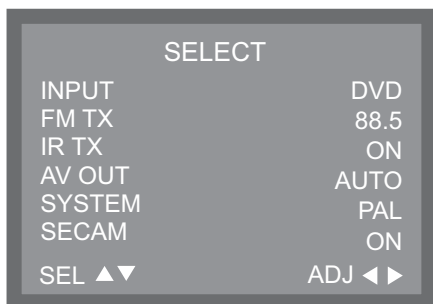 SELECT
INPUT DVD
FM TX 88.5
IR TX ON
AV OUT AUTO
SYSTEM PAL
SECAM ON
SEL ▲▼ ADJ ◀ ▶